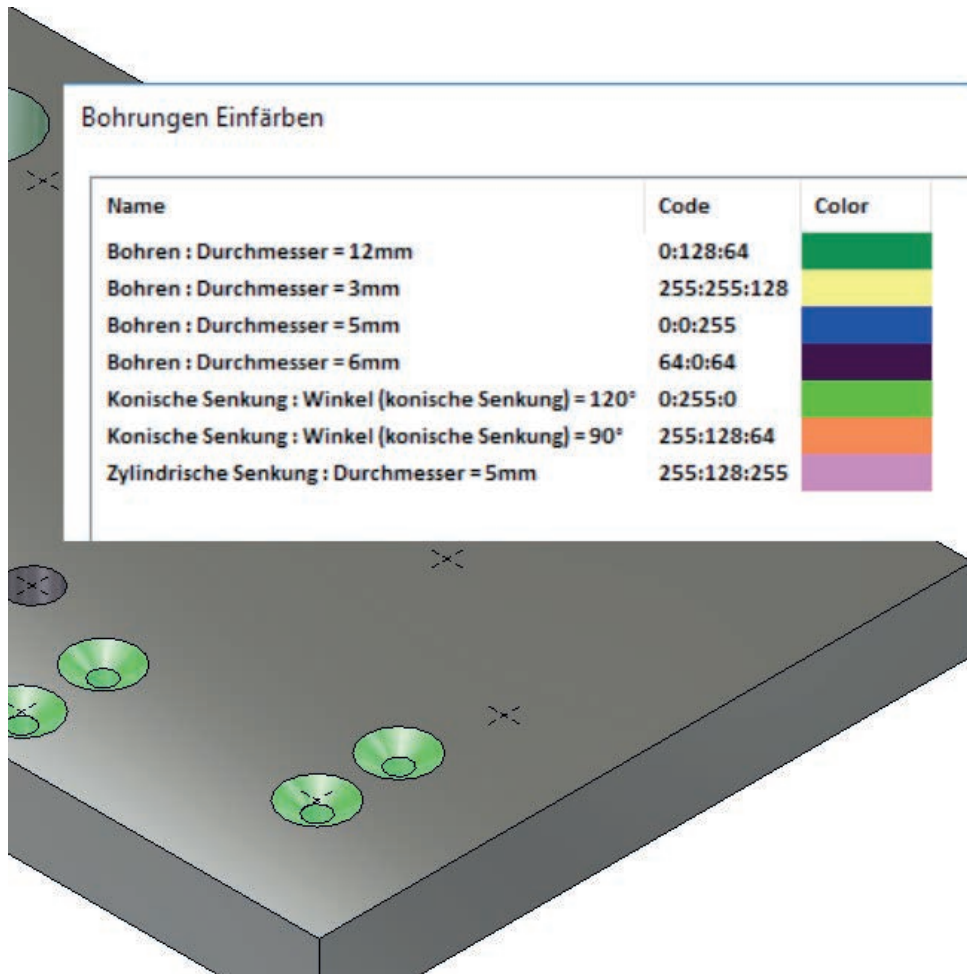 Bohrungen Einfärben
Name Code Color
Bohren : Durchmesser = 12mm 0:128:64
Bohren : Durchmesser = 3mm 255:255:128
Bohren : Durchmesser = 5mm 0:0:255
Bohren : Durchmesser = 6mm 64:0:64
Konische Senkung : Winkel (konische Senkung) = 120° 0:255:0
Konische Senkung : Winkel (konische Senkung) = 90° 255:128:64
Zylindrische Senkung : Durchmesser = 5mm 255:128:255